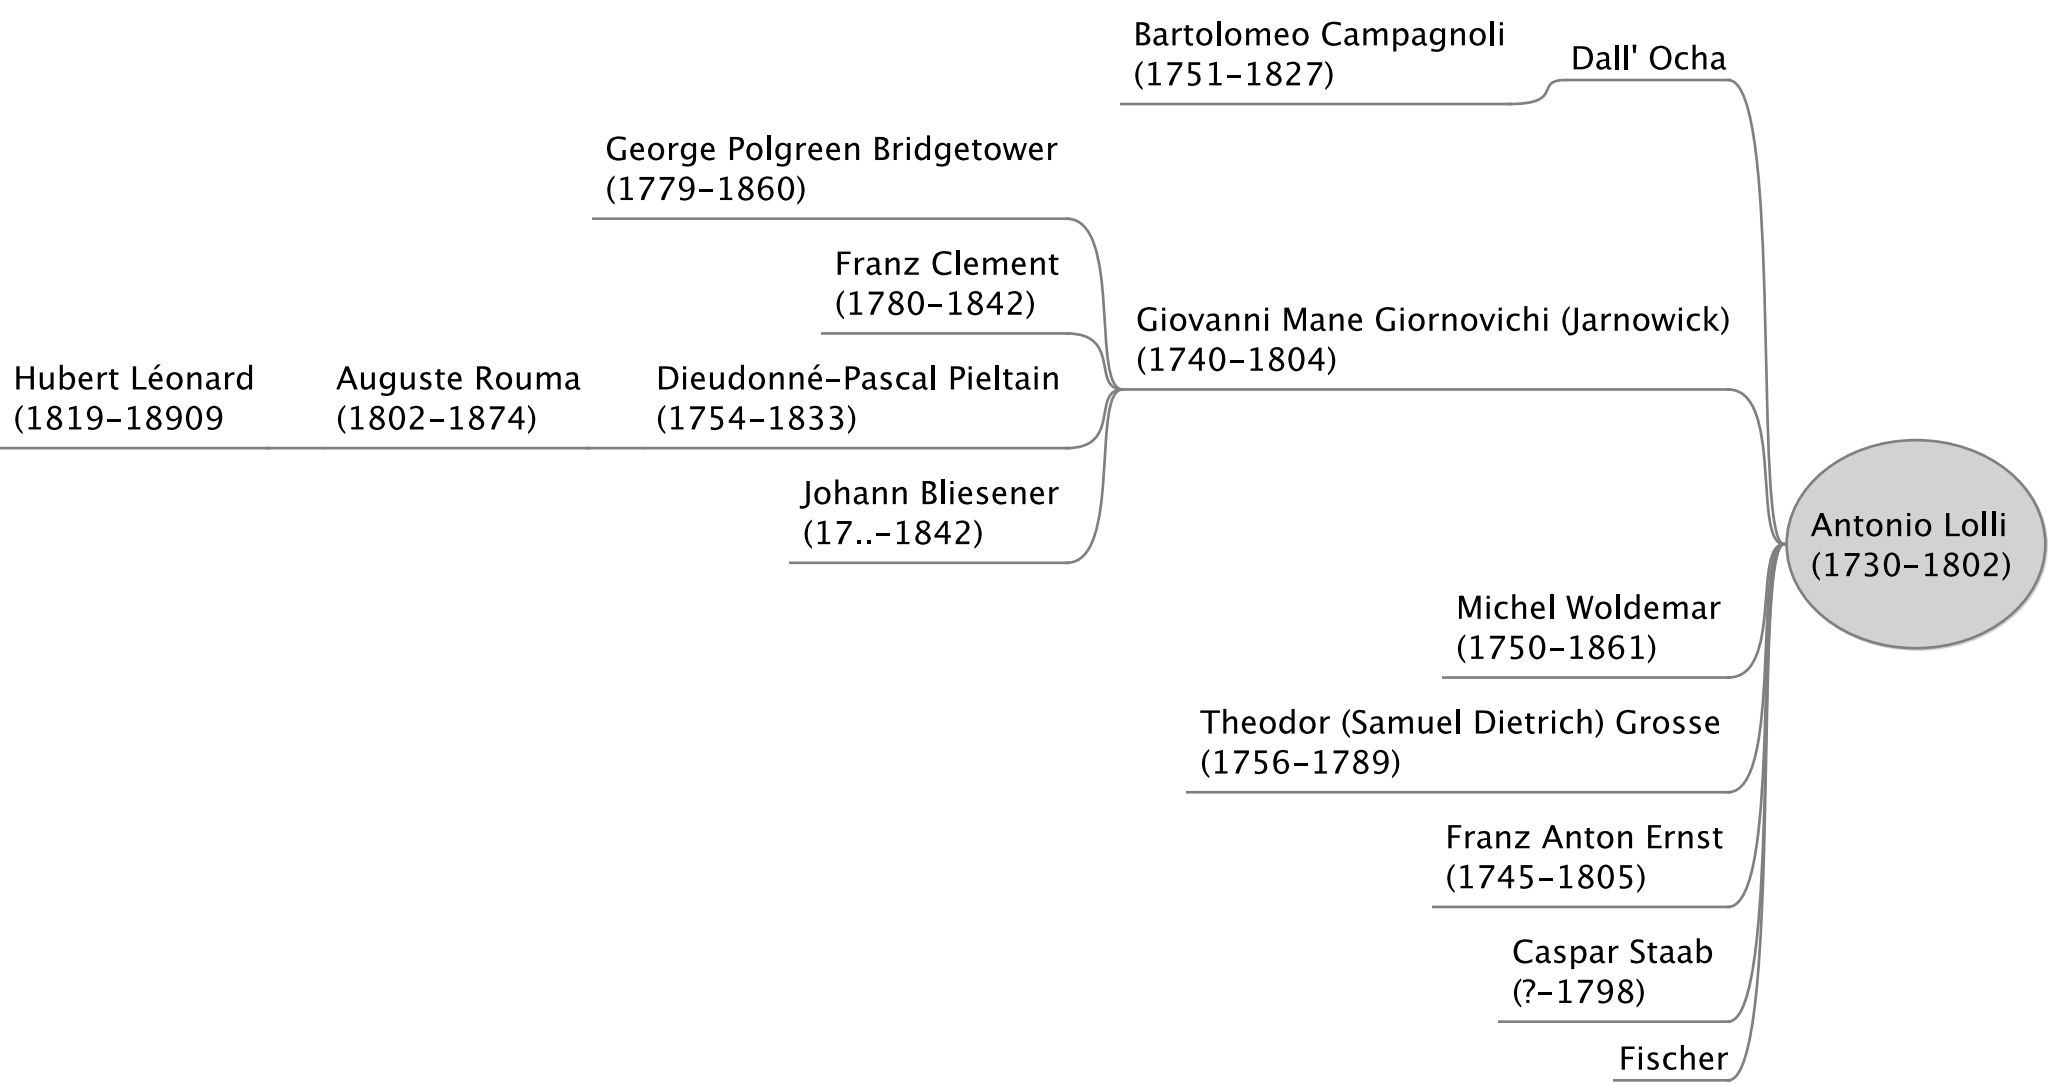 Bartolomeo Campagnoli
(1751-1827)
Dall' Ocha
George Polgreen Bridgetower
(1779-1860)
Franz Clement
(1780-1842)
Giovanni Mane Giornovichi (Jarnowick)
(1740-1804)
Hubert Léonard
(1819-18909
Auguste Rouma
(1802-1874)
Dieudonné-Pascal Pieltain
(1754-1833)
Johann Bliesener
(17..-1842)
Antonio Lolli
(1730-1802)
Michel Woldemar
(1750-1861)
Theodor (Samuel Dietrich) Grosse
(1756-1789)
Franz Anton Ernst
(1745-1805)
Caspar Staab
(?-1798)
Fischer